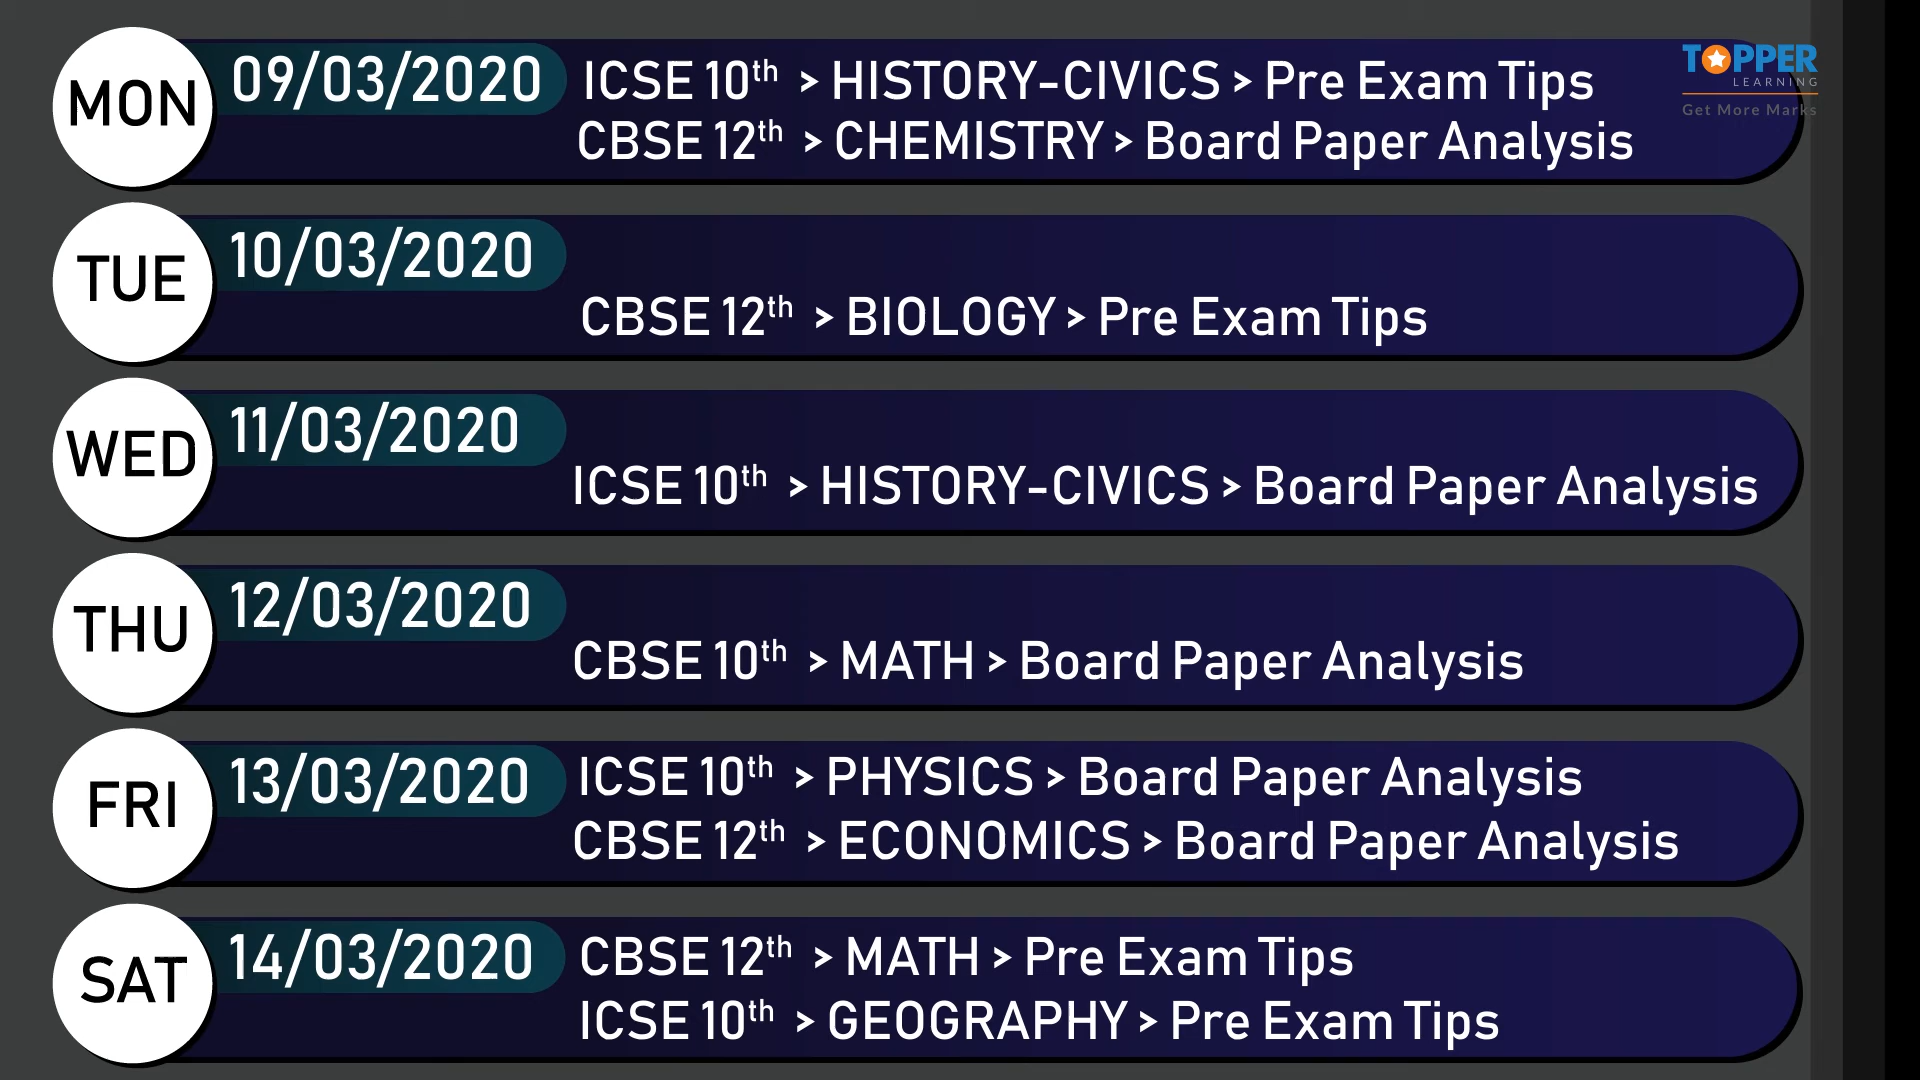 MON
09/03/2020
ICSE 10th > HISTORY-CIVICS > Pre Exam Tips
CBSE 12th > CHEMISTRY > Board Paper Analysis
TOPPER
LEARNING
Get More Marks
TUE
10/03/2020
CBSE 12th > BIOLOGY > Pre Exam Tips
WED
11/03/2020
ICSE 10th > HISTORY-CIVICS > Board Paper Analysis
THU
12/03/2020
CBSE 10th > MATH > Board Paper Analysis
FRI
13/03/2020
ICSE 10th > PHYSICS > Board Paper Analysis
CBSE 12th > ECONOMICS > Board Paper Analysis
SAT
14/03/2020
CBSE 12th > MATH > Pre Exam Tips
ICSE 10th > GEOGRAPHY > Pre Exam Tips